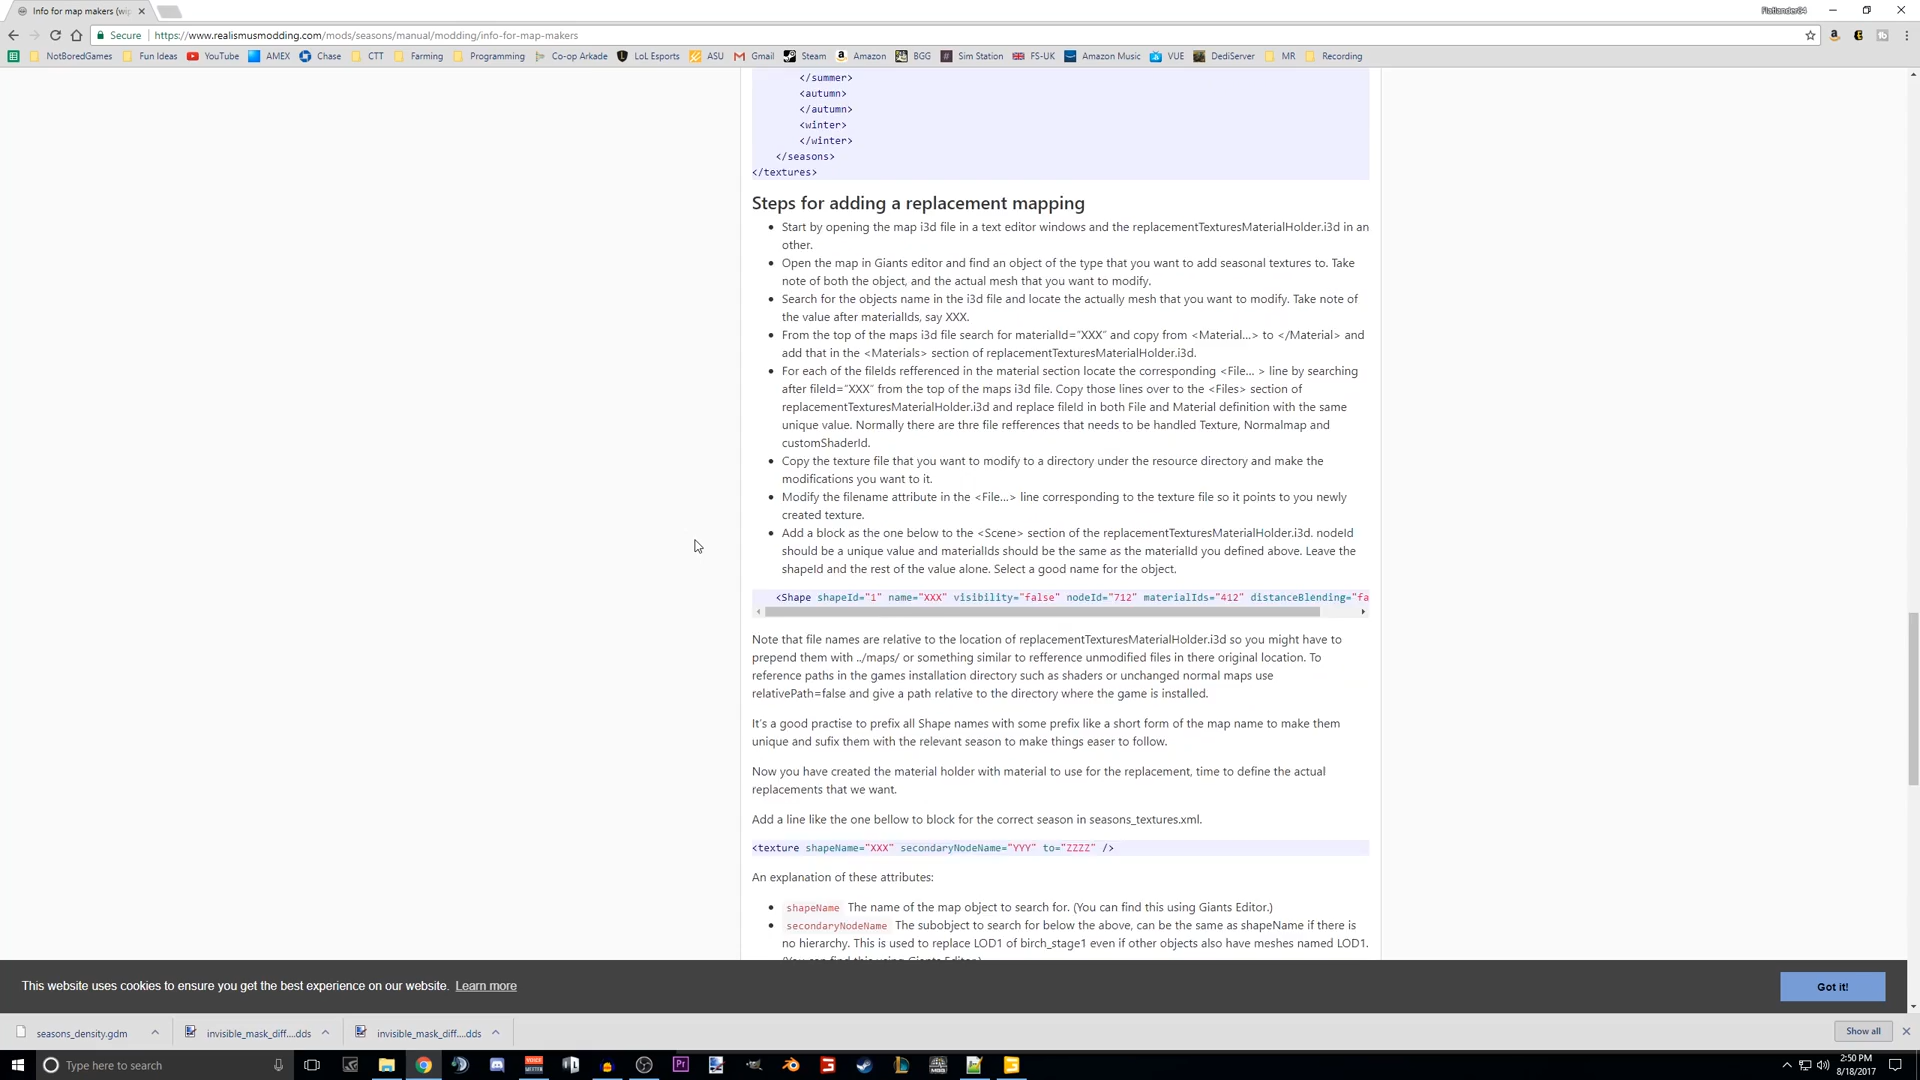 Info for map makers (wi
Flatlander84
Secure
https://www.realismusmodding.com/mods/seasons/manual/modding/info-for-map-makers
NotBoredGames
Fun Ideas
YouTube
AMEX
Chase
CTT
Farming
Programming
Co-op Arkade
LoL Esports
ASU
Gmail
Steam
Amazon
BGG
Sim Station
FS-UK
Amazon Music
VUE
DediServer
MR
Recording
</summer>
<autumn>
</autumn>
<winter>
</winter>
</seasons>
</textures>
Steps for adding a replacement mapping
Start by opening the map i3d file in a text editor windows and the replacementTexturesMaterialHolder.i3d in an
other.
Open the map in Giants editor and find an object of the type that you want to add seasonal textures to. Take
note of both the object, and the actual mesh that you want to modify.
Search for the objects name in the i3d file and locate the actually mesh that you want to modify. Take note of
the value after materialIds, say XXX.
From the top of the maps i3d file search for materialId="XXX" and copy from <Material...> to </Material> and
add that in the <Materials> section of replacementTexturesMaterialHolder.i3d.
For each of the fileIds refferenced in the material section locate the corresponding <File... > line by searching
after fileId="XXX" from the top of the maps i3d file. Copy those lines over to the <Files> section of
replacementTexturesMaterialHolder.i3d and replace fileId in both File and Material definition with the same
unique value. Normally there are thre file refferences that needs to be handled Texture, Normalmap and
customShaderId.
Copy the texture file that you want to modify to a directory under the resource directory and make the
modifications you want to it.
Modify the filename attribute in the <File...> line corresponding to the texture file so it points to you newly
created texture.
Add a block as the one below to the <Scene> section of the replacementTexturesMaterialHolder.i3d. nodeId
should be a unique value and materialIds should be the same as the materialId you defined above. Leave the
shapeId and the rest of the value alone. Select a good name for the object.
<Shape shapeId="1" name="XXX" visibility="false" nodeId="712" materialIds="412" distanceBlending="fa
Note that file names are relative to the location of replacementTexturesMaterialHolder.i3d so you might have to
prepend them with ../maps/ or something similar to refference unmodified files in there original location. To
reference paths in the games installation directory such as shaders or unchanged normal maps use
relativePath=false and give a path relative to the directory where the game is installed.
It's a good practise to prefix all Shape names with some prefix like a short form of the map name to make them
unique and sufix them with the relevant season to make things easer to follow.
Now you have created the material holder with material to use for the replacement, time to define the actual
replacements that we want.
Add a line like the one bellow to block for the correct season in seasons_textures.xml.
<texture shapeName="XXX" secondaryNodeName="YYY" to="ZZZZ" />
An explanation of these attributes:
shapeName The name of the map object to search for. (You can find this using Giants Editor.)
secondaryNodeName The subobject to search for below the above, can be the same as shapeName if there is
no hierarchy. This is used to replace LOD1 of birch_stage1 even if other objects also have meshes named LOD1.
(You can find this using Giants Editor.)
This website uses cookies to ensure you get the best experience on our website. Learn more
Got it!
seasons_density.gdm
invisible_mask_diff....dds
invisible_mask_diff....dds
Show all
Type here to search
2:50 PM
8/18/2017